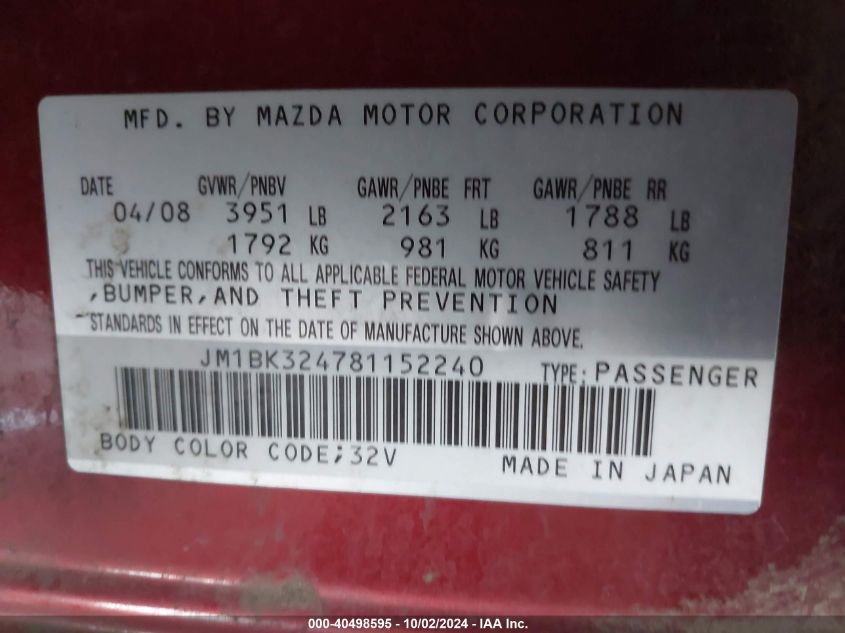 MFD. BY MAZDA MOTOR CORPORATION
DATE GVWR/PNBV GAWR/PNBE FRT GAWR/PNBE RR
04/08 3951 LB 2163 LB 1788 LB
1792 KG 981 KG 811 KG
THIS VEHICLE CONFORMS TO ALL APPLICABLE FEDERAL MOTOR VEHICLE SAFETY
,BUMPER,AND THEFT PREVENTION
STANDARDS IN EFFECT ON THE DATE OF MANUFACTURE SHOWN ABOVE.
JM1BK324781152240 TYPE: PASSENGER
BODY COLOR CODE;32V MADE IN JAPAN
000-40498595 - 10/02/2024 - IAA Inc.